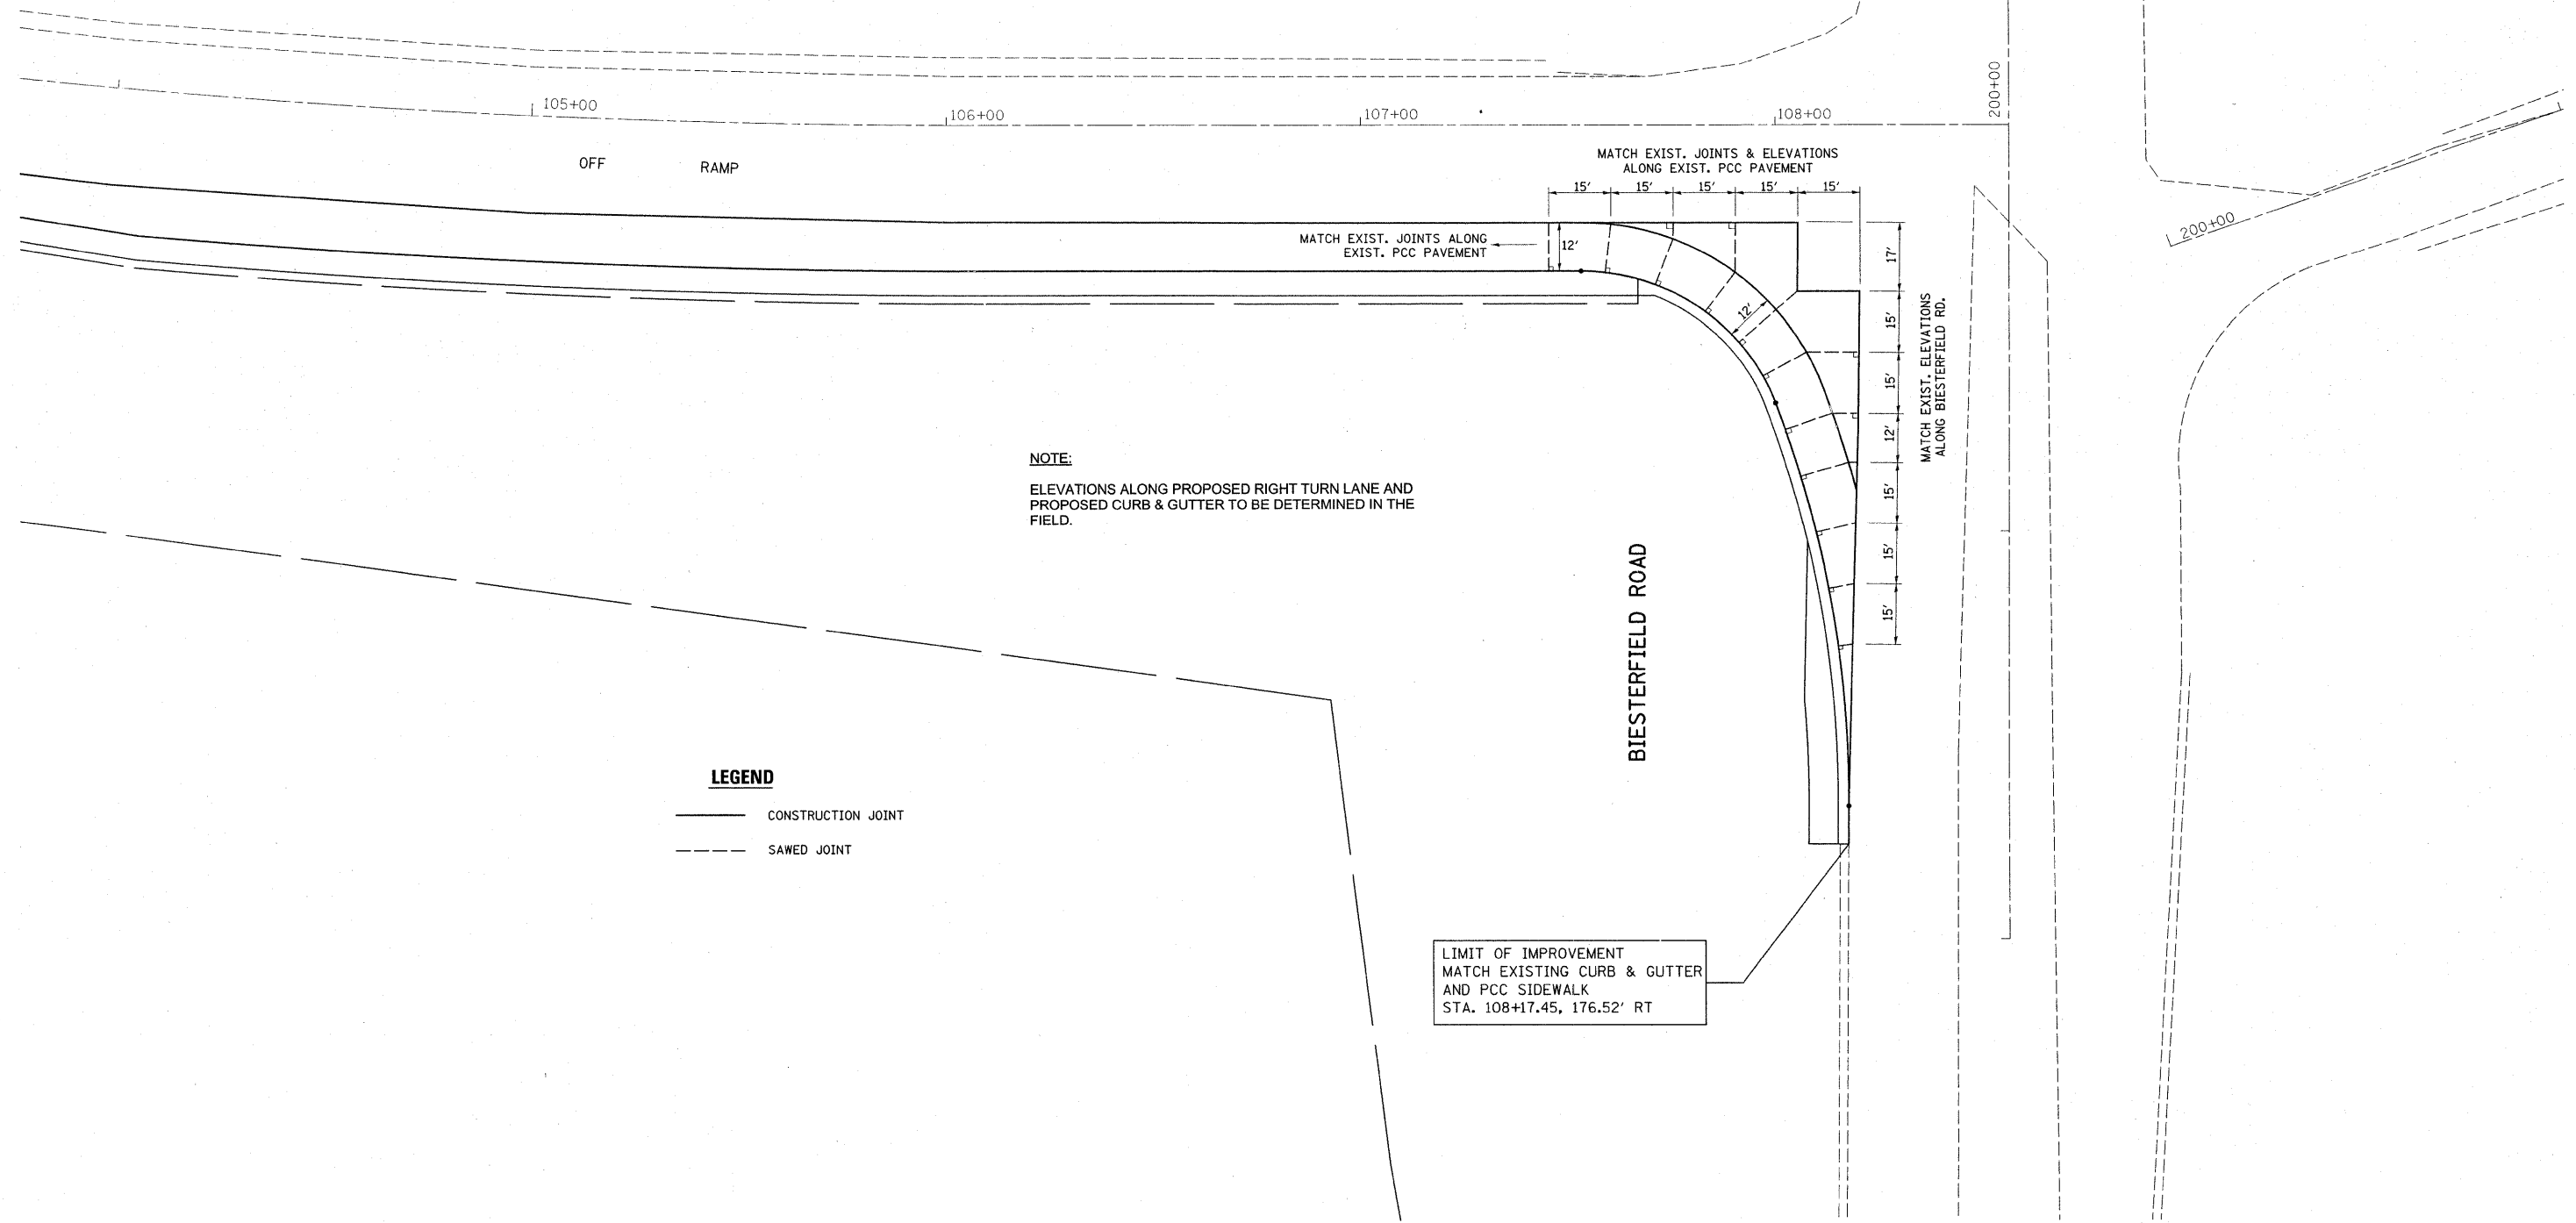 200+00
105+00
106+00
107+00
108+00
OFF RAMP
MATCH EXIST. JOINTS & ELEVATIONS
ALONG EXIST. PCC PAVEMENT
15' 15' 15' 15' 15'
200+00
MATCH EXIST. JOINTS ALONG
EXIST. PCC PAVEMENT
12'
12'
17'
15'
15'
12'
15'
15'
15'
MATCH EXIST. ELEVATIONS
ALONG BIESTERFIELD RD.
NOTE:
ELEVATIONS ALONG PROPOSED RIGHT TURN LANE AND
PROPOSED CURB & GUTTER TO BE DETERMINED IN THE
FIELD.
BIESTERFIELD ROAD
LEGEND
CONSTRUCTION JOINT
SAWED JOINT
LIMIT OF IMPROVEMENT
MATCH EXISTING CURB & GUTTER
AND PCC SIDEWALK
STA. 108+17.45, 176.52' RT